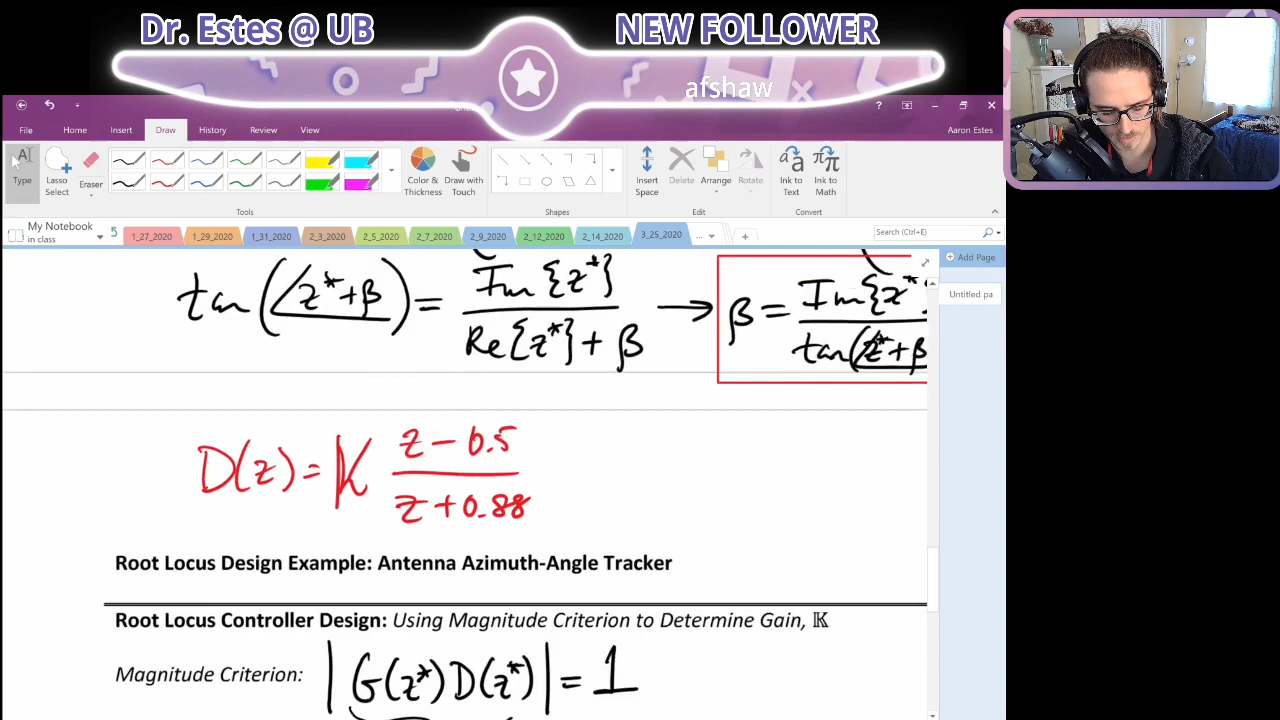 Dr. Estes @ UB
NEW FOLLOWER
afshaw
File Home Insert Draw History Review View
Aaron Estes
Type
Lasso Select
Eraser
Color & Thickness
Draw with Touch
Insert Space
Delete
Arrange
Rotate
Ink to Text
Ink to Math
Tools
Shapes
Edit
Convert
My Notebook
in class
1_27_2020 1_29_2020 1_31_2020 2_3_2020 2_5_2020 2_7_2020 2_9_2020 2_12_2020 2_14_2020 3_25_2020 ...
Search (Ctrl+E)
Add Page
Untitled pa
tan(∠z*+β) = Im{z*} / Re{z*} + β → β = Im{z* / tan(∠z*+β
D(z) = 𝕂 z - 0.5 / z + 0.88
Root Locus Design Example: Antenna Azimuth-Angle Tracker
Root Locus Controller Design: Using Magnitude Criterion to Determine Gain, 𝕂
Magnitude Criterion: |G(z*)D(z*)| = 1